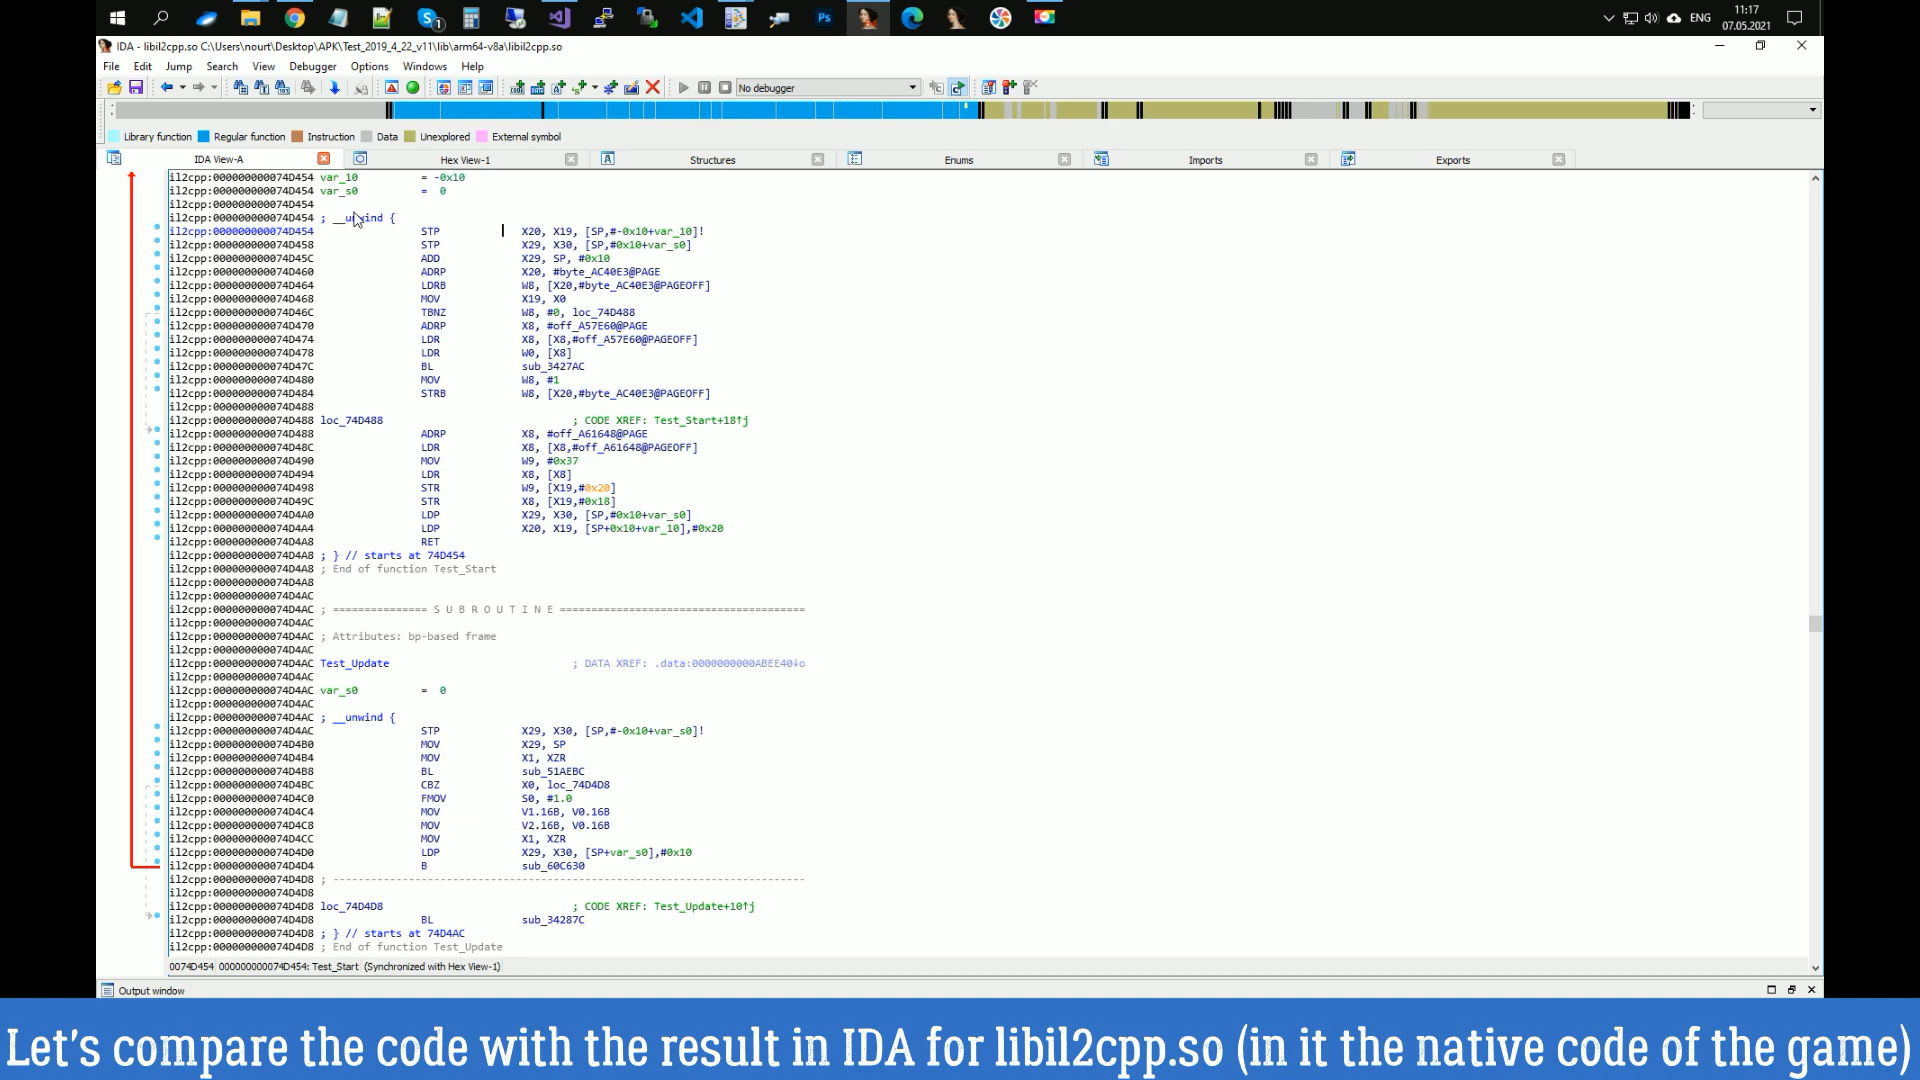 11:17
ENG
07.05.2021
IDA - libil2cpp.so C:\Users\nourt\Desktop\APK\Test_2019_4_22_v11\lib\arm64-v8a\libil2cpp.so
File Edit Jump Search View Debugger Options Windows Help
No debugger
Library function Regular function Instruction Data Unexplored External symbol
IDA View-A Hex View-1 Structures Enums Imports Exports
il2cpp:000000000074D454 var_10 = -0x10
il2cpp:000000000074D454 var_s0 = 0
il2cpp:000000000074D454
il2cpp:000000000074D454 ; __unwind {
il2cpp:000000000074D454 STP X20, X19, [SP,#-0x10+var_10]!
il2cpp:000000000074D458 STP X29, X30, [SP,#0x10+var_s0]
il2cpp:000000000074D45C ADD X29, SP, #0x10
il2cpp:000000000074D460 ADRP X20, #byte_AC40E3@PAGE
il2cpp:000000000074D464 LDRB W8, [X20,#byte_AC40E3@PAGEOFF]
il2cpp:000000000074D468 MOV X19, X0
il2cpp:000000000074D46C TBNZ W8, #0, loc_74D488
il2cpp:000000000074D470 ADRP X8, #off_A57E60@PAGE
il2cpp:000000000074D474 LDR X8, [X8,#off_A57E60@PAGEOFF]
il2cpp:000000000074D478 LDR W0, [X8]
il2cpp:000000000074D47C BL sub_3427AC
il2cpp:000000000074D480 MOV W8, #1
il2cpp:000000000074D484 STRB W8, [X20,#byte_AC40E3@PAGEOFF]
il2cpp:000000000074D488
il2cpp:000000000074D488 loc_74D488 ; CODE XREF: Test_Start+18↑j
il2cpp:000000000074D488 ADRP X8, #off_A61648@PAGE
il2cpp:000000000074D48C LDR X8, [X8,#off_A61648@PAGEOFF]
il2cpp:000000000074D490 MOV W9, #0x37
il2cpp:000000000074D494 LDR X8, [X8]
il2cpp:000000000074D498 STR W9, [X19,#0x20]
il2cpp:000000000074D49C STR X8, [X19,#0x18]
il2cpp:000000000074D4A0 LDP X29, X30, [SP,#0x10+var_s0]
il2cpp:000000000074D4A4 LDP X20, X19, [SP+0x10+var_10],#0x20
il2cpp:000000000074D4A8 RET
il2cpp:000000000074D4A8 ; } // starts at 74D454
il2cpp:000000000074D4A8 ; End of function Test_Start
il2cpp:000000000074D4A8
il2cpp:000000000074D4AC
il2cpp:000000000074D4AC ; =============== S U B R O U T I N E =======================================
il2cpp:000000000074D4AC
il2cpp:000000000074D4AC ; Attributes: bp-based frame
il2cpp:000000000074D4AC
il2cpp:000000000074D4AC Test_Update ; DATA XREF: .data:0000000000ABEE40↓o
il2cpp:000000000074D4AC
il2cpp:000000000074D4AC var_s0 = 0
il2cpp:000000000074D4AC
il2cpp:000000000074D4AC ; __unwind {
il2cpp:000000000074D4AC STP X29, X30, [SP,#-0x10+var_s0]!
il2cpp:000000000074D4B0 MOV X29, SP
il2cpp:000000000074D4B4 MOV X1, XZR
il2cpp:000000000074D4B8 BL sub_51AEBC
il2cpp:000000000074D4BC CBZ X0, loc_74D4D8
il2cpp:000000000074D4C0 FMOV S0, #1.0
il2cpp:000000000074D4C4 MOV V1.16B, V0.16B
il2cpp:000000000074D4C8 MOV V2.16B, V0.16B
il2cpp:000000000074D4CC MOV X1, XZR
il2cpp:000000000074D4D0 LDP X29, X30, [SP+var_s0],#0x10
il2cpp:000000000074D4D4 B sub_60C630
il2cpp:000000000074D4D8 ; ---------------------------------------------------------------------------
il2cpp:000000000074D4D8
il2cpp:000000000074D4D8 loc_74D4D8 ; CODE XREF: Test_Update+10↑j
il2cpp:000000000074D4D8 BL sub_34287C
il2cpp:000000000074D4D8 ; } // starts at 74D4AC
il2cpp:000000000074D4D8 ; End of function Test_Update
0074D454 000000000074D454: Test_Start (Synchronized with Hex View-1)
Output window
Let's compare the code with the result in IDA for libil2cpp.so (in it the native code of the game)